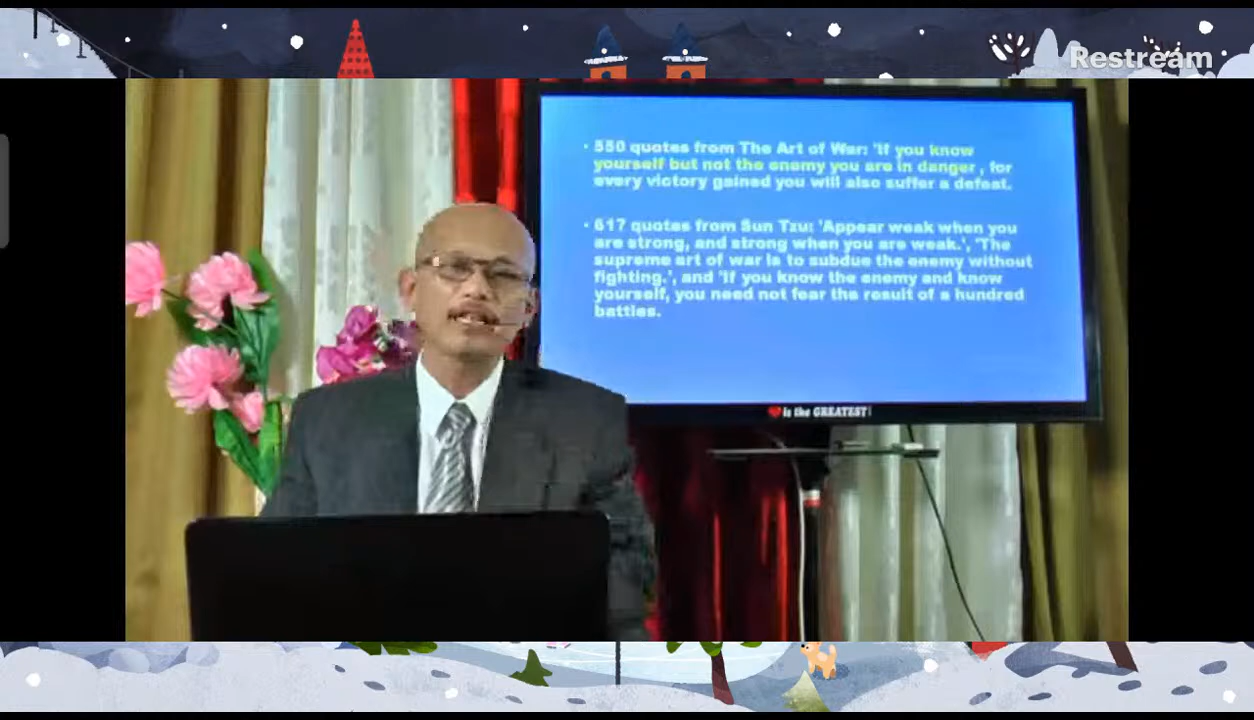 Restream
• 550 quotes from The Art of War: 'If you know
yourself but not the enemy you are in danger , for
every victory gained you will also suffer a defeat.
• 617 quotes from Sun Tzu: 'Appear weak when you
are strong, and strong when you are weak.', 'The
supreme art of war is to subdue the enemy without
fighting.', and 'If you know the enemy and know
yourself, you need not fear the result of a hundred
battles.
is the GREATEST!